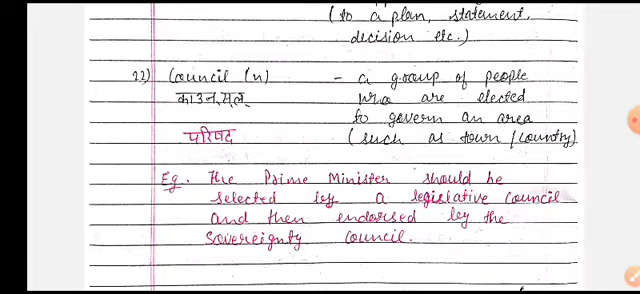 (to a plan, statement,
decision etc.)
22) Council (n) - a group of people
काउन्सल् who are elected
to govern an area
परिषद (such as town/country)
Eg. The Prime Minister should be
selected by a legislative council
and then endorsed by the
sovereignty council.